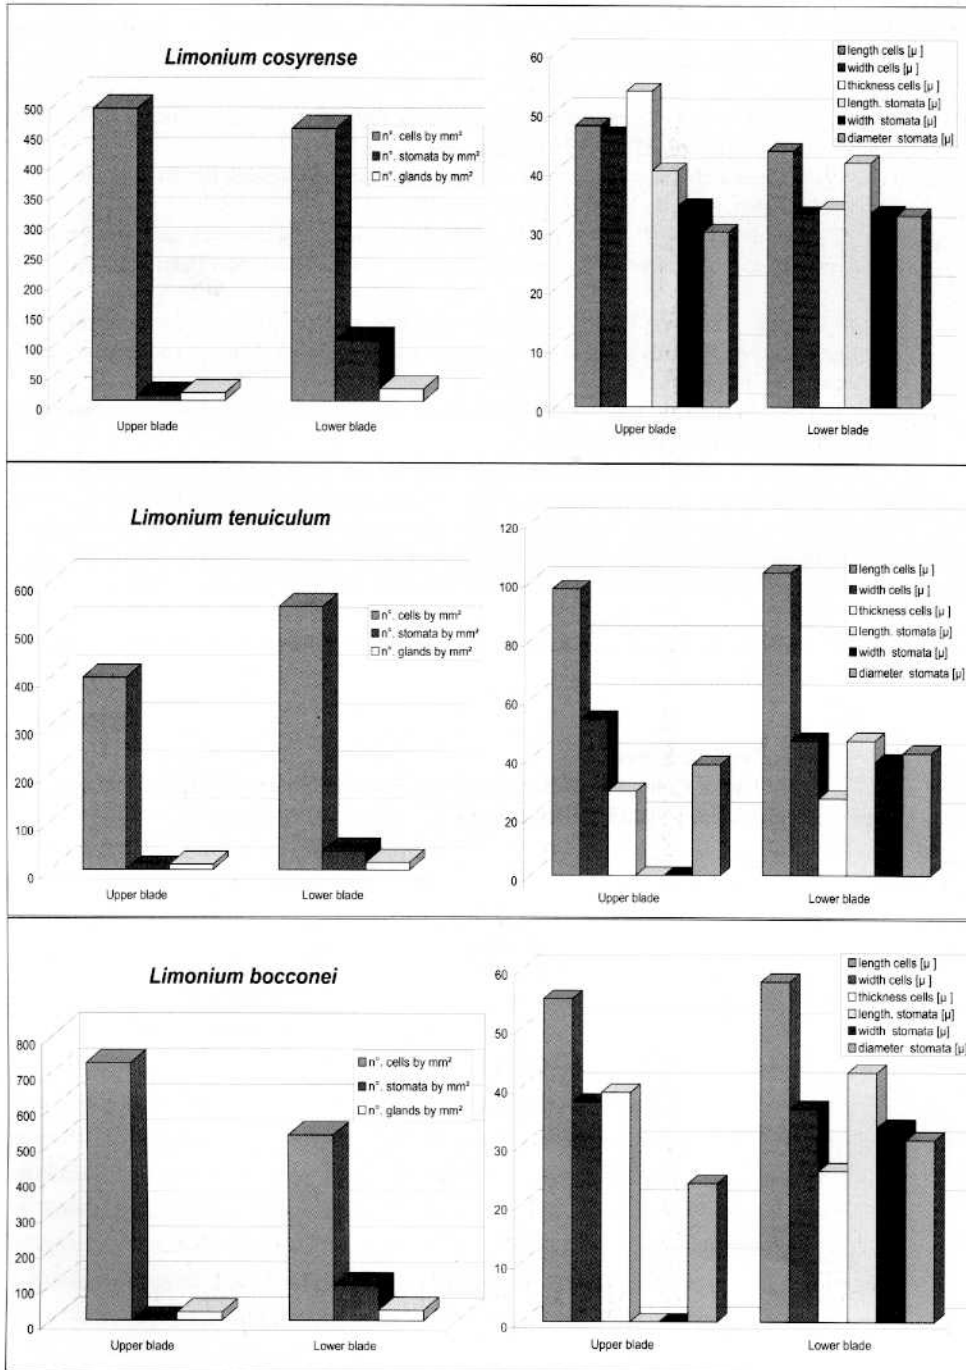 Limonium cosyrense
500
450
400
350
300
250
200
150
100
50
0
Upper blade
Lower blade
n°. cells by mm²
n°. stomata by mm²
n°. glands by mm²
60
50
40
30
20
10
0
Upper blade
Lower blade
length cells [µ ]
width cells [µ ]
thickness cells [µ ]
length. stomata [µ]
width stomata [µ]
diameter stomata [µ]
Limonium tenuiculum
600
500
400
300
200
100
0
Upper blade
Lower blade
n°. cells by mm²
n°. stomata by mm²
n°. glands by mm²
120
100
80
60
40
20
0
Upper blade
Lower blade
length cells [µ ]
width cells [µ ]
thickness cells [µ ]
length. stomata [µ]
width stomata [µ]
diameter stomata [µ]
Limonium bocconei
800
700
600
500
400
300
200
100
0
Upper blade
Lower blade
n°. cells by mm²
n°. stomata by mm²
n°. glands by mm²
60
50
40
30
20
10
0
Upper blade
Lower blade
length cells [µ ]
width cells [µ ]
thickness cells [µ ]
length. stomata [µ]
width stomata [µ]
diameter stomata [µ]